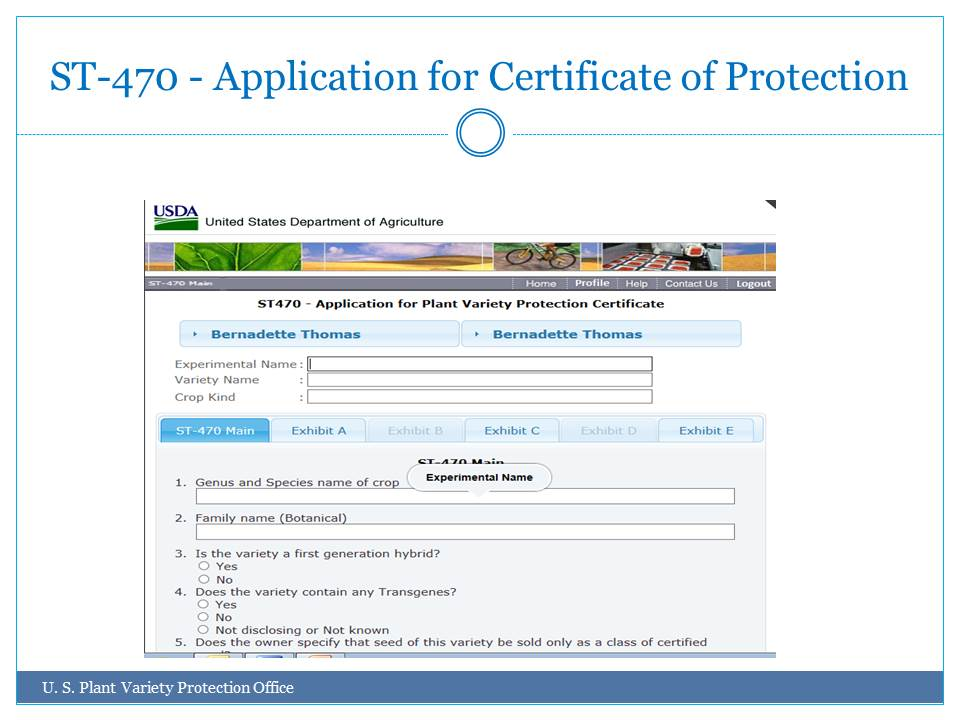 ST-470 - Application for Certificate of Protection
USDA
United States Department of Agriculture
ST-470 Main Home Profile Help Contact Us Logout
ST470 - Application for Plant Variety Protection Certificate
Bernadette Thomas Bernadette Thomas
Experimental Name :
Variety Name :
Crop Kind :
ST-470 Main Exhibit A Exhibit B Exhibit C Exhibit D Exhibit E
ST-470 Main
Experimental Name
1. Genus and Species name of crop
2. Family name (Botanical)
3. Is the variety a first generation hybrid?
Yes
No
4. Does the variety contain any Transgenes?
Yes
No
Not disclosing or Not known
5. Does the owner specify that seed of this variety be sold only as a class of certified
U. S. Plant Variety Protection Office